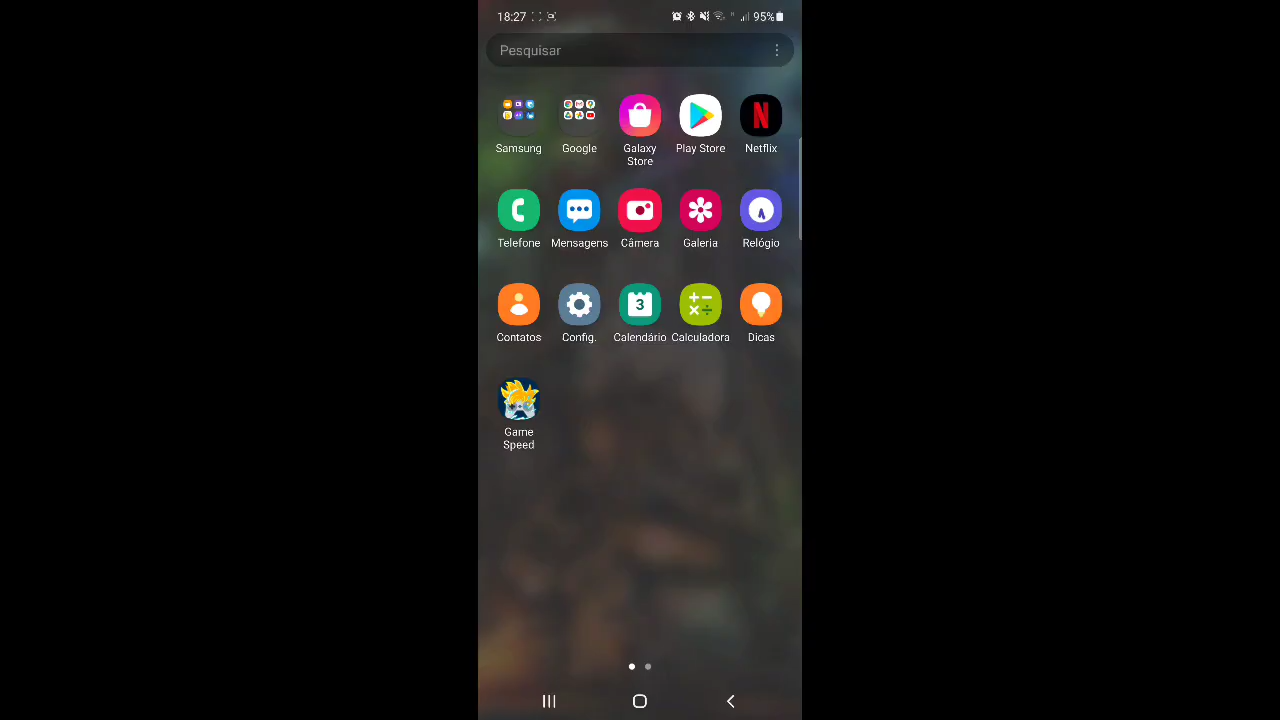 18:27 95%
Pesquisar
Samsung Google Galaxy Store Play Store Netflix
Telefone Mensagens Câmera Galeria Relógio
3
Contatos Config. Calendário Calculadora Dicas
Game Speed